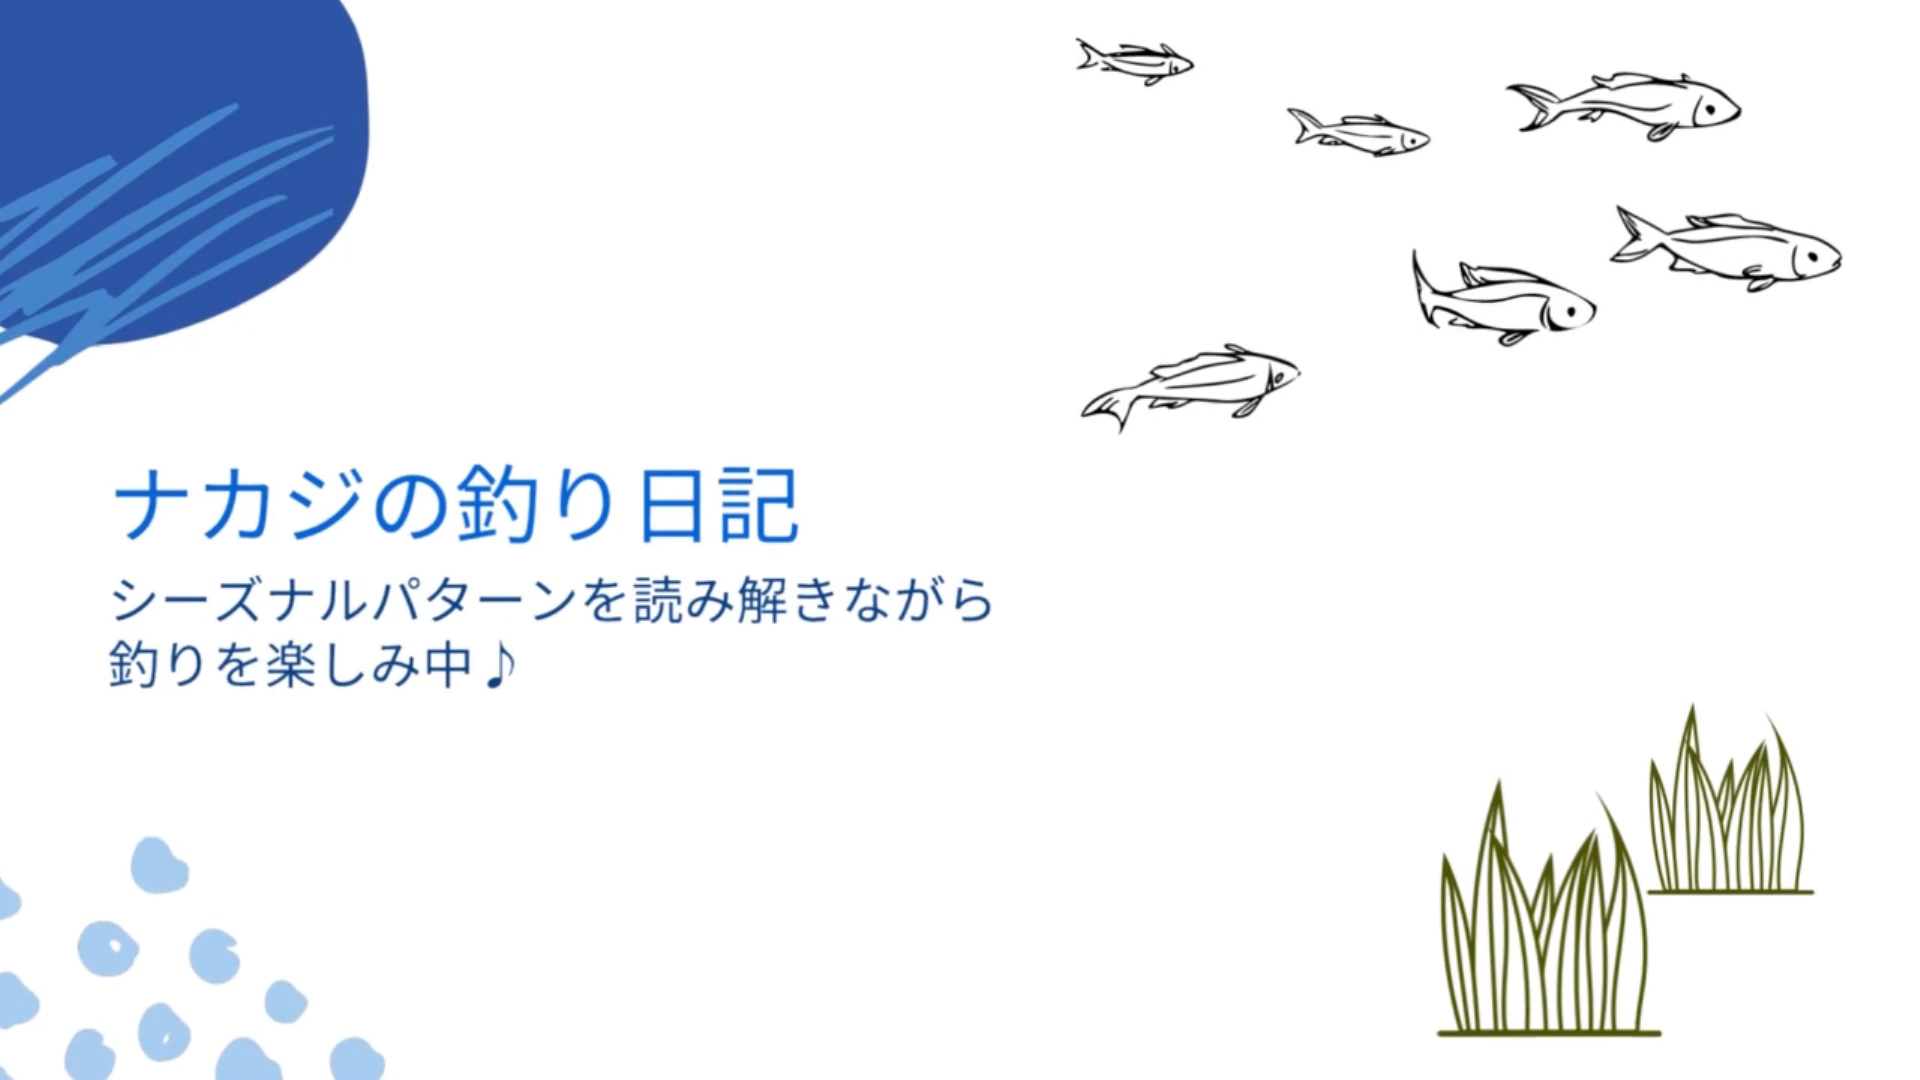 ナカジの釣り日記
シーズナルパターンを読み解きながら
釣りを楽しみ中♪